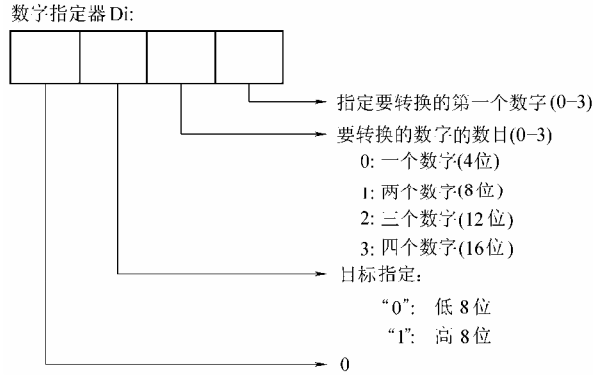 数字指定器Di:
指定要转换的第一个数字(0-3)
要转换的数字的数目(0-3)
0: 一个数字(4位)
1: 两个数字(8位)
2: 三个数字(12位)
3: 四个数字(16位)
目标指定:
“0”: 低8位
“1”: 高8位
0